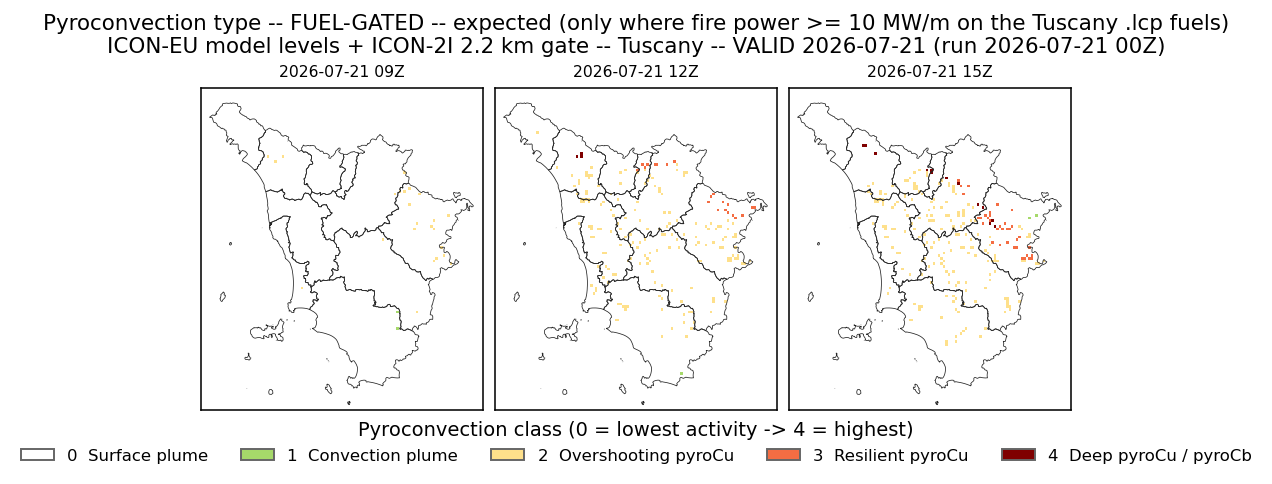 Pyroconvection type -- FUEL-GATED -- expected (only where fire power >= 10 MW/m on the Tuscany .lcp fuels)
ICON-EU model levels + ICON-2I 2.2 km gate -- Tuscany -- VALID 2026-07-21 (run 2026-07-21 00Z)
2026-07-21 09Z
2026-07-21 12Z
2026-07-21 15Z
Pyroconvection class (0 = lowest activity -> 4 = highest)
0  Surface plume
1  Convection plume
2  Overshooting pyroCu
3  Resilient pyroCu
4  Deep pyroCu / pyroCb